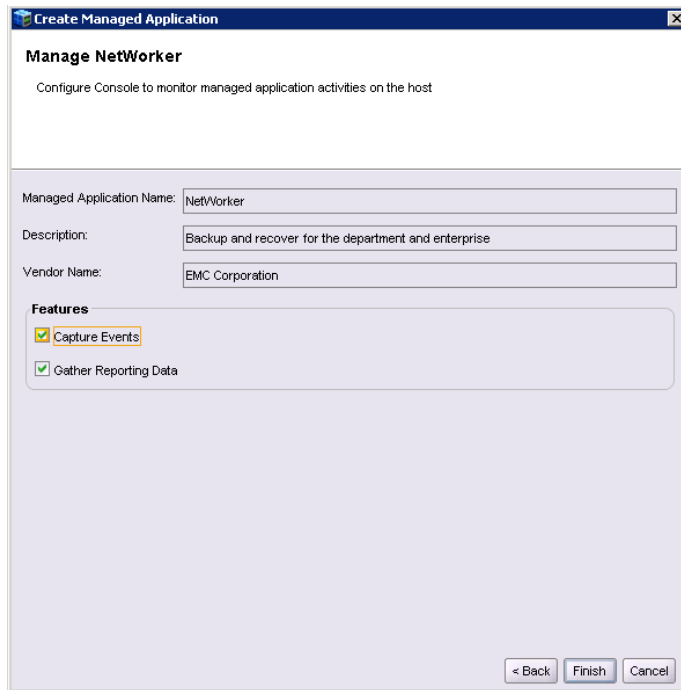 Create Managed Application
Manage NetWorker
Configure Console to monitor managed application activities on the host
Managed Application Name: NetWorker
Description: Backup and recover for the department and enterprise
Vendor Name: EMC Corporation
Features
Capture Events
Gather Reporting Data
< Back Finish Cancel